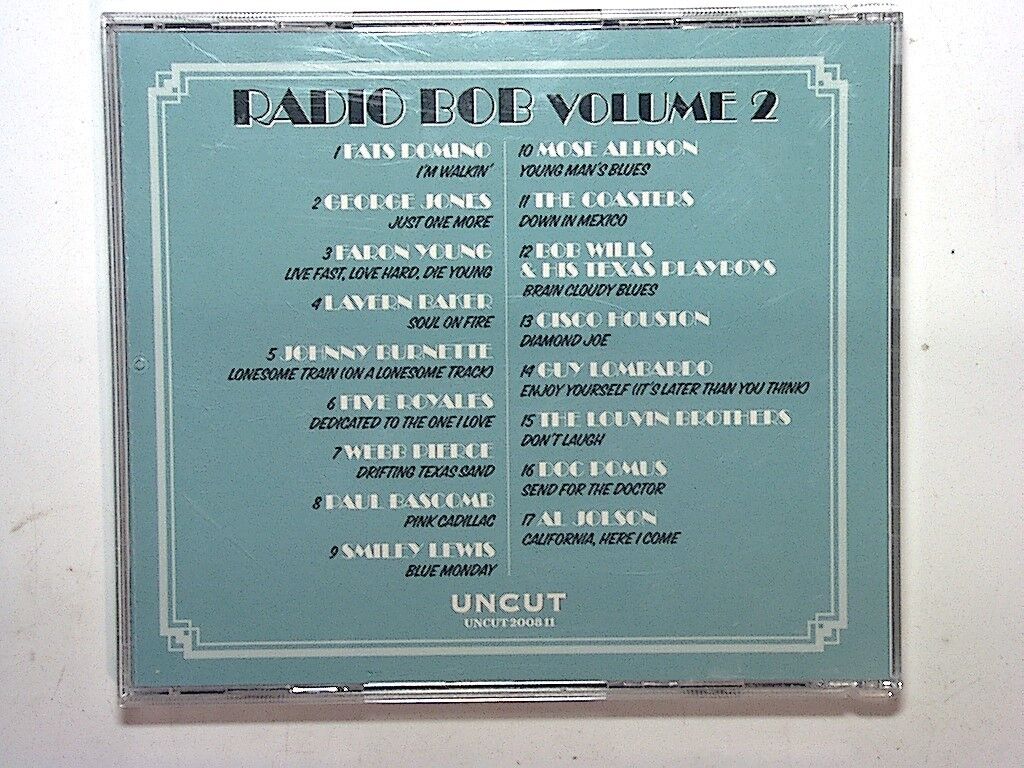 RADIO BOB VOLUME 2
1 FATS DOMINO
I'M WALKIN'
2 GEORGE JONES
JUST ONE MORE
3 FARON YOUNG
LIVE FAST, LOVE HARD, DIE YOUNG
4 LAVERN BAKER
SOUL ON FIRE
5 JOHNNY BURNETTE
LONESOME TRAIN (ON A LONESOME TRACK)
6 FIVE ROYALES
DEDICATED TO THE ONE I LOVE
7 WEBB PIERCE
DRIFTING TEXAS SAND
8 PAUL BASCOMB
PINK CADILLAC
9 SMILEY LEWIS
BLUE MONDAY
10 MOSE ALLISON
YOUNG MAN'S BLUES
11 THE COASTERS
DOWN IN MEXICO
12 BOB WILLS
& HIS TEXAS PLAYBOYS
BRAIN CLOUDY BLUES
13 CISCO HOUSTON
DIAMOND JOE
14 GUY LOMBARDO
ENJOY YOURSELF (IT'S LATER THAN YOU THINK)
15 THE LOUVIN BROTHERS
DON'T LAUGH
16 DOC POMUS
SEND FOR THE DOCTOR
17 AL JOLSON
CALIFORNIA, HERE I COME
UNCUT
UNCUT 2008 11